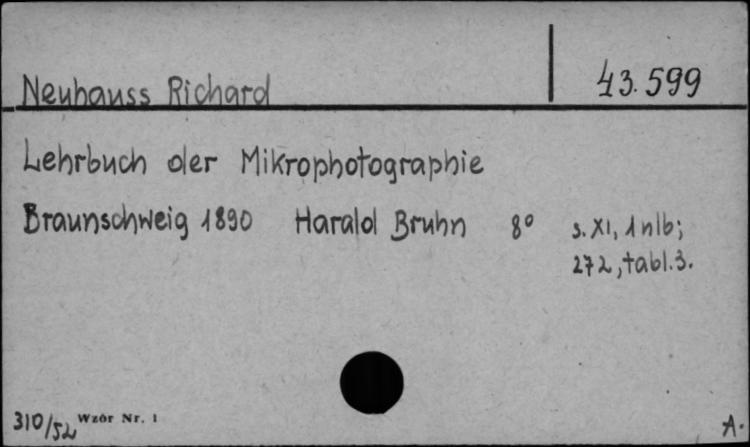 Neuhauss Richard 43.599
Lehrbuch der Mikrophotographie
Braunschweig 1890 Harald Bruhn 8° s. XI, 1 nlb;
272, tabl. 3.
310/52 Wzór Nr. 1 A.